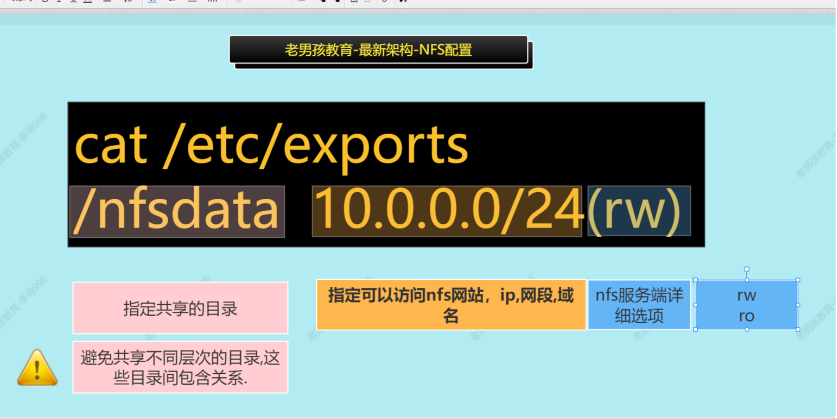 老男孩教育-最新架构-NFS配置
cat /etc/exports
/nfsdata 10.0.0.0/24(rw)
指定共享的目录
指定可以访问nfs网站，ip,网段,域
名
nfs服务端详
细选项
rw
ro
避免共享不同层次的目录,这
些目录间包含关系.